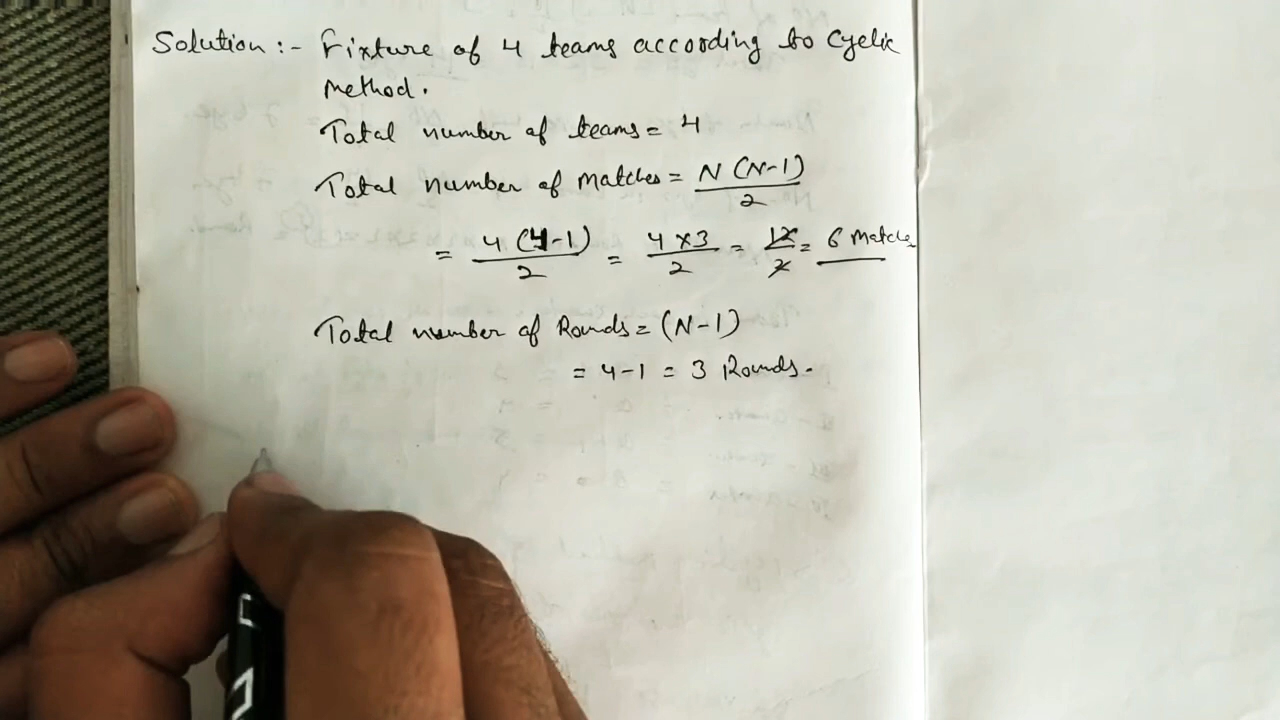 Solution :- Fixture of 4 teams according to Cyclic
method.
Total number of teams = 4
Total number of Matches = N (N-1) / 2
= 4 (4-1) / 2 = 4 × 3 / 2 = 12 / 2 = 6 Matches
Total number of Rounds = (N-1)
= 4-1 = 3 Rounds.